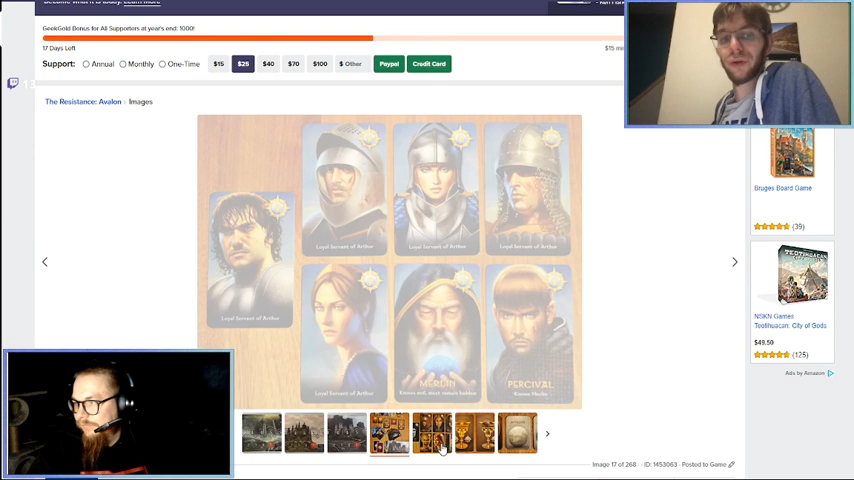 GeekGold Bonus for All Supporters at year's end: 1000!
17 Days Left
$15 mi
Support:
Annual
Monthly
One-Time
$15
$25
$40
$70
$100
$ Other
Paypal
Credit Card
13
The Resistance: Avalon › Images
Loyal Servant of Arthur
Loyal Servant of Arthur
Loyal Servant of Arthur
Loyal Servant of Arthur
Loyal Servant of Arthur
MERLIN
Knows evil, must remain hidden
PERCIVAL
Knows Merlin
Bruges Board Game
(39)
NSKN Games
Teotihuacan: City of Gods
$49.50
(125)
Ads by Amazon
Image 17 of 268
ID: 1453063
Posted to Game